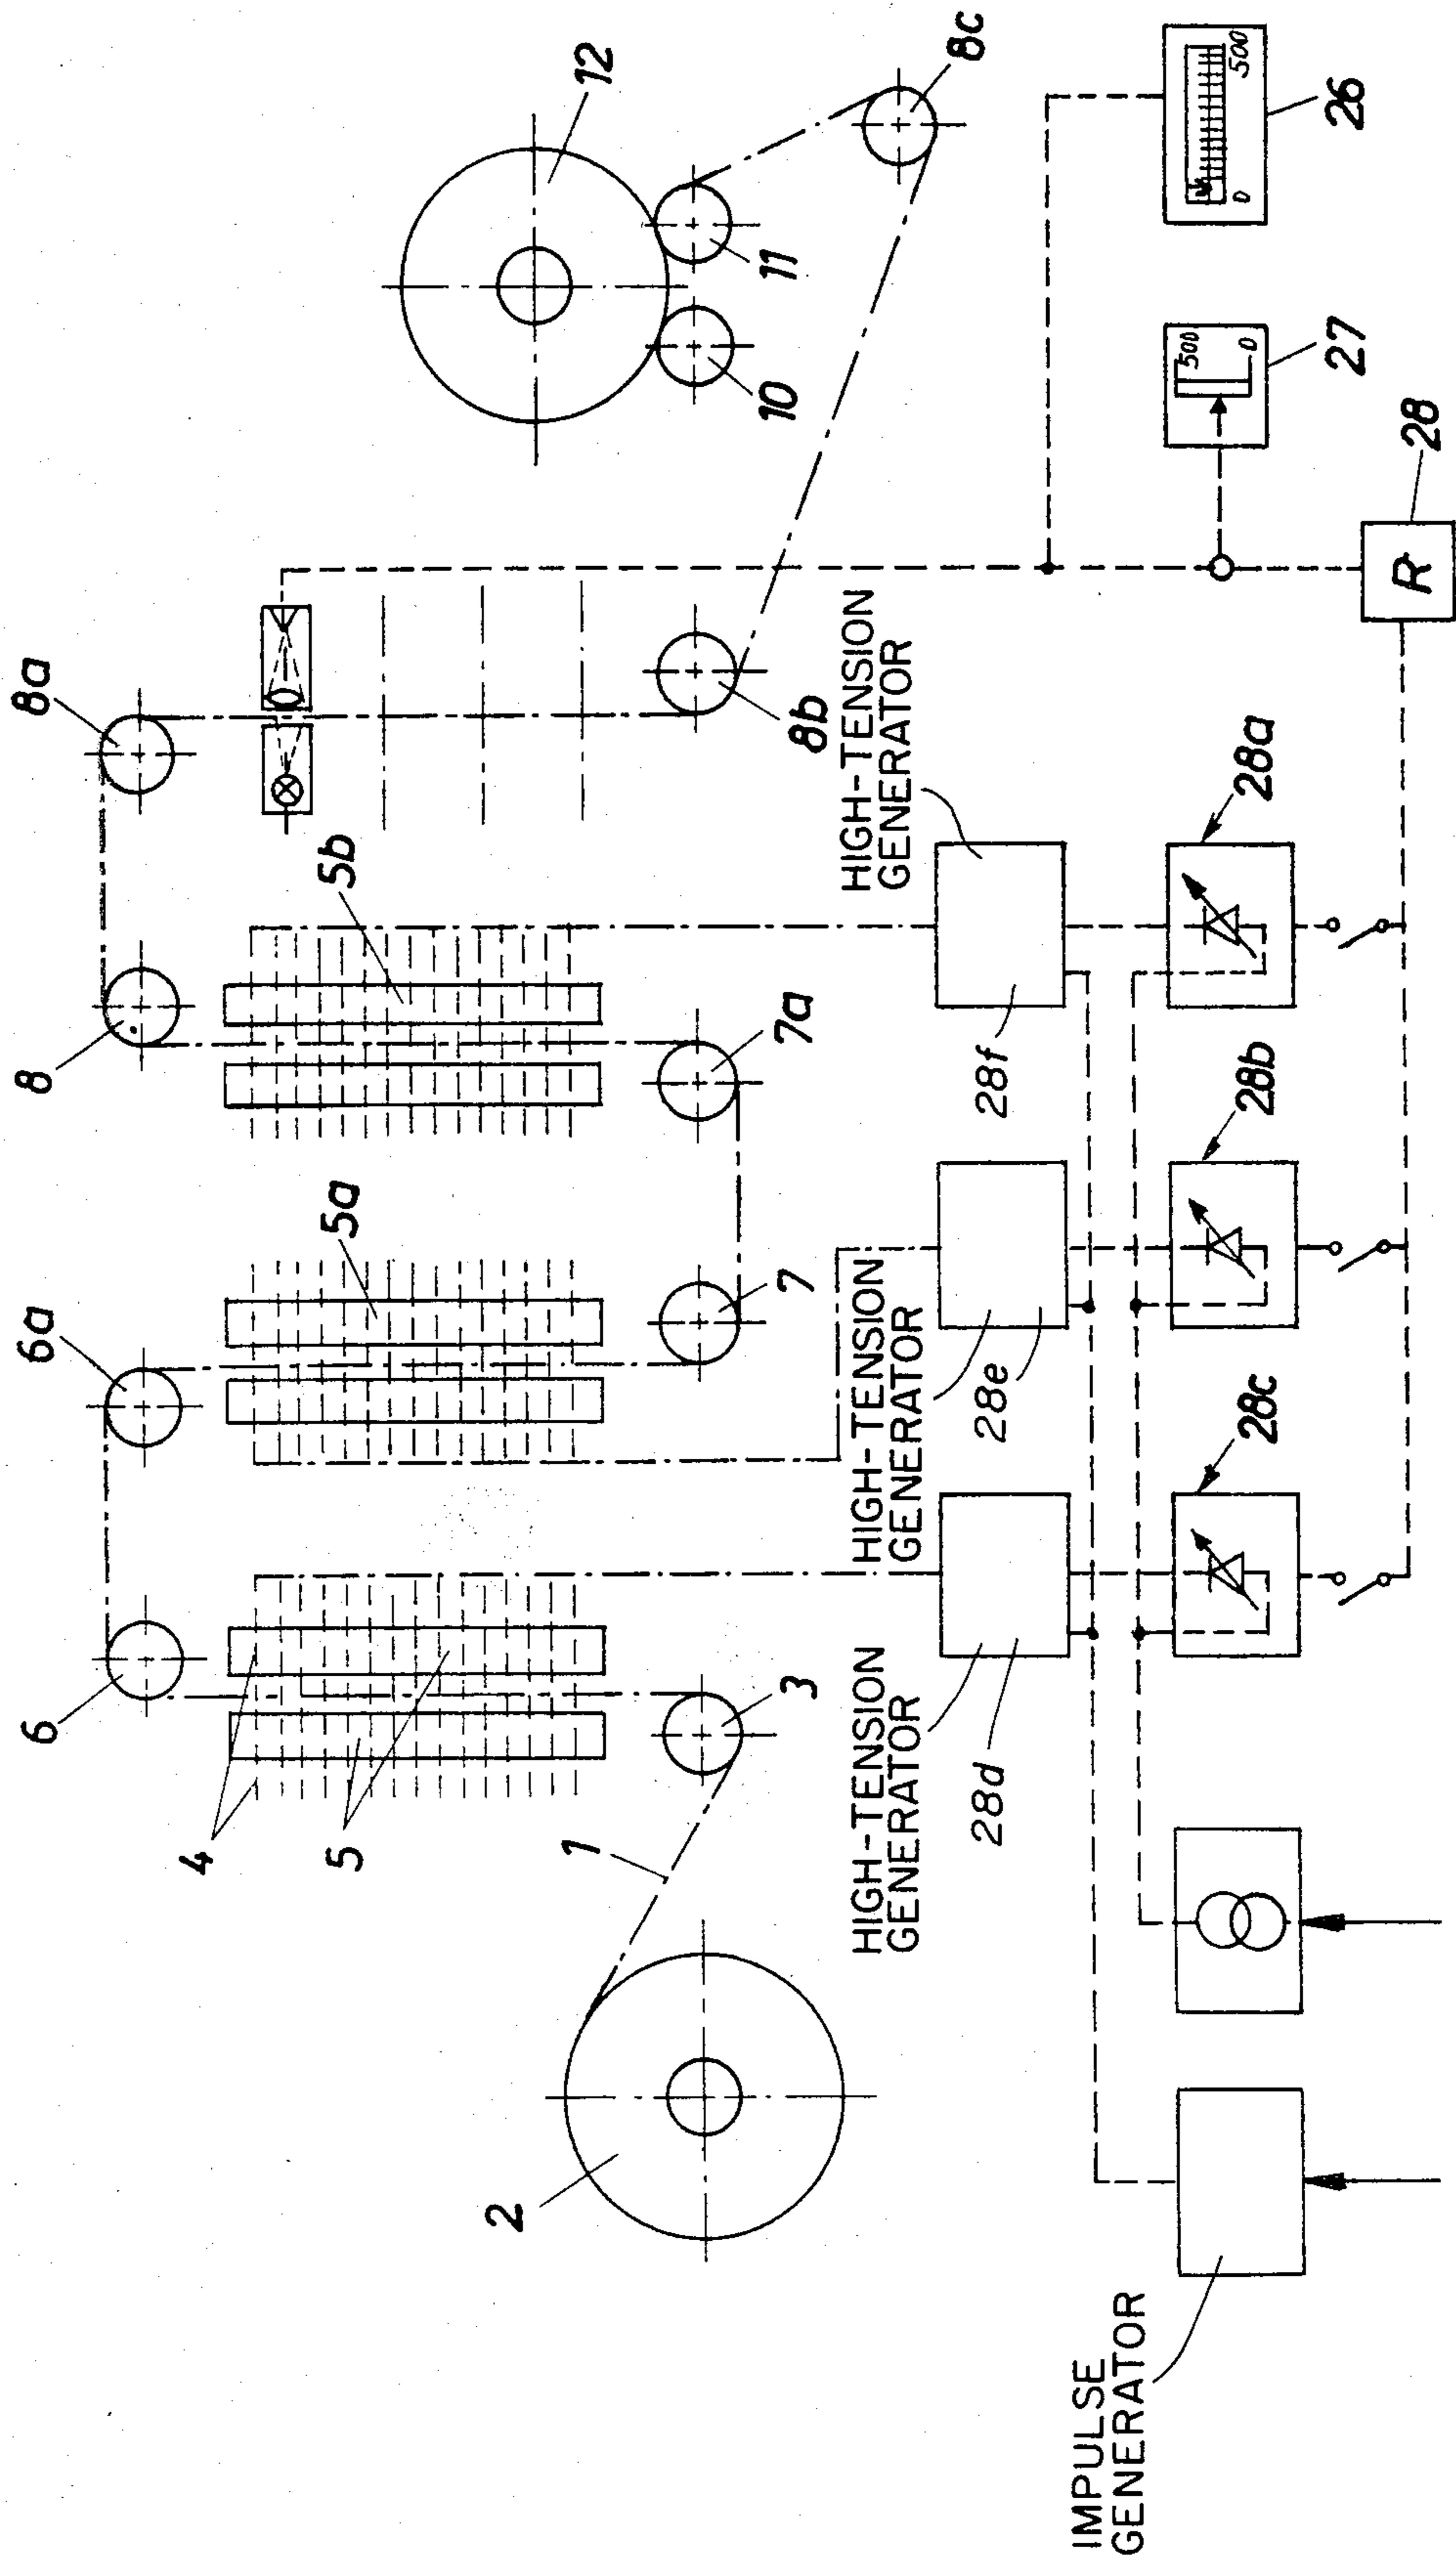 8a
12
8c
8
5b
6a
5a
6
4
5
1
3
7
7a
8b
10
11
2
HIGH-TENSION
GENERATOR
28d
HIGH-TENSION
GENERATOR
28e
HIGH-TENSION
GENERATOR
28f
500
0
27
0
500
26
28c
28b
28a
R
28
IMPULSE
GENERATOR